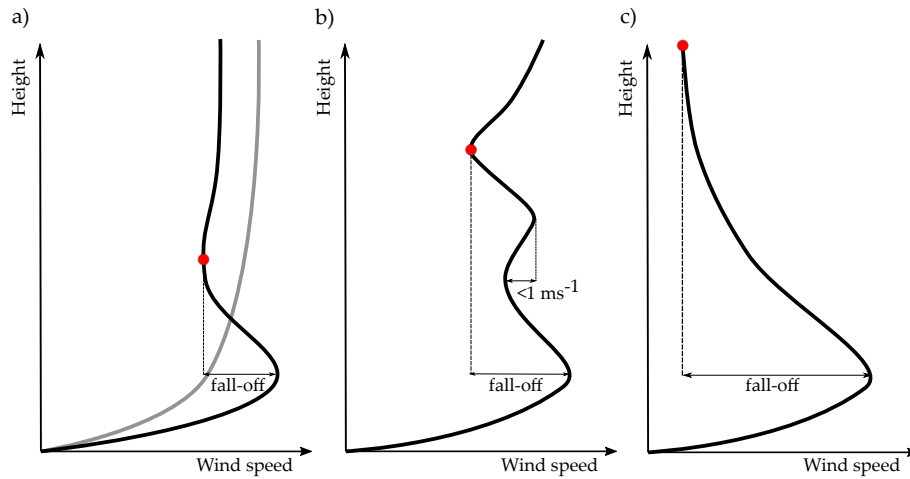 a)
Height
fall-off
Wind speed
b)
Height
<1 ms⁻¹
fall-off
Wind speed
c)
Height
fall-off
Wind speed